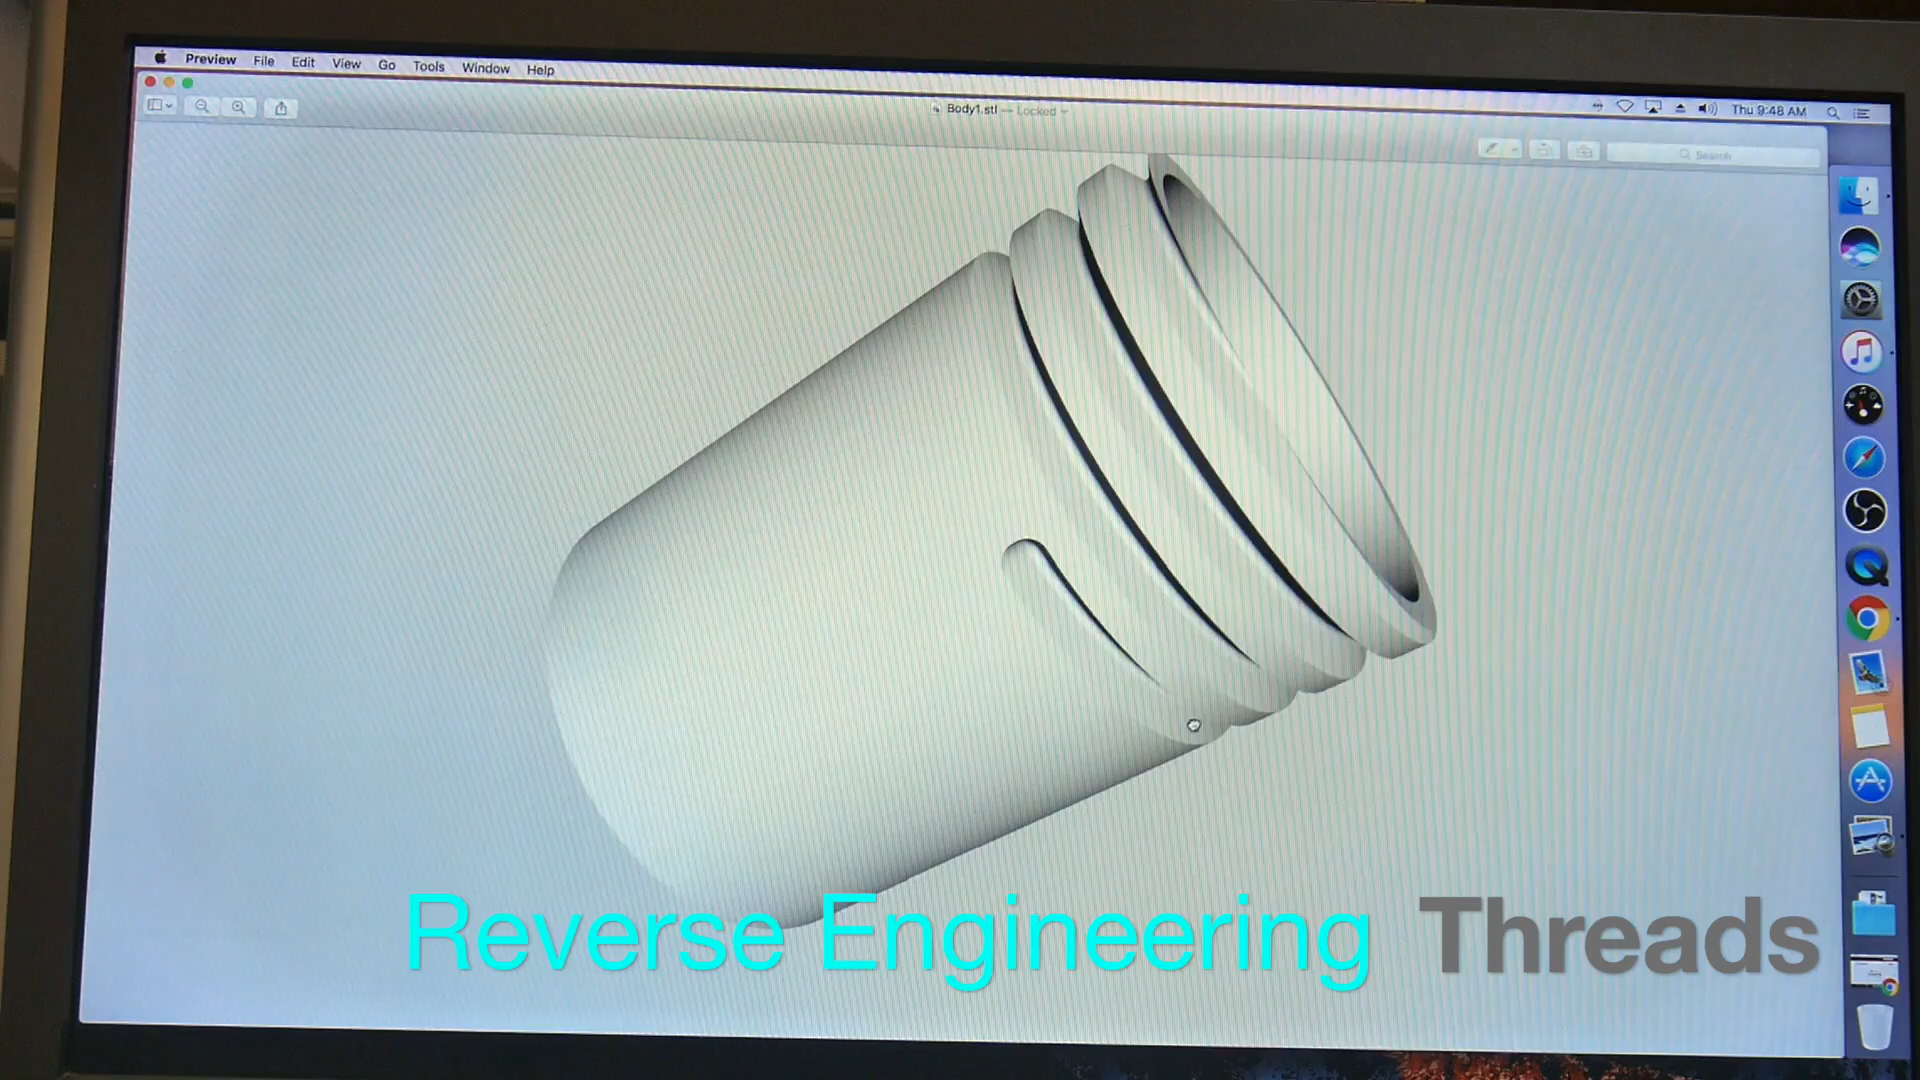 Preview File Edit View Go Tools Window Help
Body1.stl — Locked
Thu 9:48 AM
Search
Reverse Engineering Threads